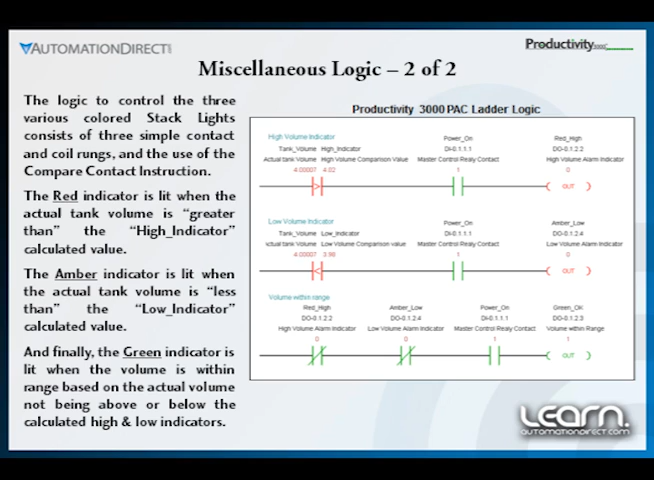 AUTOMATIONDIRECT
Productivity 3000
Miscellaneous Logic – 2 of 2
The logic to control the three
various colored Stack Lights
consists of three simple contact
and coil rungs, and the use of the
Compare Contact Instruction.
The Red indicator is lit when the
actual tank volume is “greater
than” the “High_Indicator”
calculated value.
The Amber indicator is lit when
the actual tank volume is “less
than” the “Low_Indicator”
calculated value.
And finally, the Green indicator is
lit when the volume is within
range based on the actual volume
not being above or below the
calculated high & low indicators.
Productivity 3000 PAC Ladder Logic
High Volume Indicator
Power_On Red_High
Tank_Volume High_Indicator DI-0.1.1.1 DO-0.1.2.2
Actual tank Volume High Volume Comparison Value Master Control Realy Contact High Volume Alarm Indicator
4.00007 4.02 1 0
> OUT
Low Volume Indicator
Power_On Amber_Low
Tank_Volume Low_Indicator DI-0.1.1.1 DO-0.1.2.4
Actual tank Volume Low Volume Comparison value Master Control Realy Contact Low Volume Alarm Indicator
4.00007 3.98 1 0
< OUT
Volume within range
Red_High Amber_Low Power_On Green_OK
DO-0.1.2.2 DO-0.1.2.4 DI-0.1.1.1 DO-0.1.2.3
High Volume Alarm Indicator Low Volume Alarm Indicator Master Control Realy Contact Volume within Range
0 0 1 1
OUT
LEARN.
AUTOMATIONDIRECT.COM